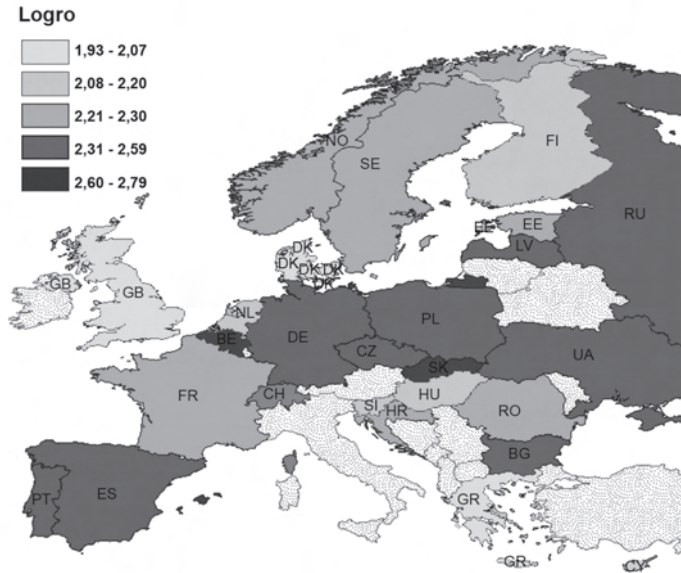 Logro
1,93 - 2,07
2,08 - 2,20
2,21 - 2,30
2,31 - 2,59
2,60 - 2,79
NO
SE
FI
RU
EE
EE
LV
DK
DK
DK
DK
DK
GB
GB
NL
BE
DE
PL
CZ
SK
UA
FR
CH
HU
SI
HR
RO
BG
PT
ES
GR
GR
CY